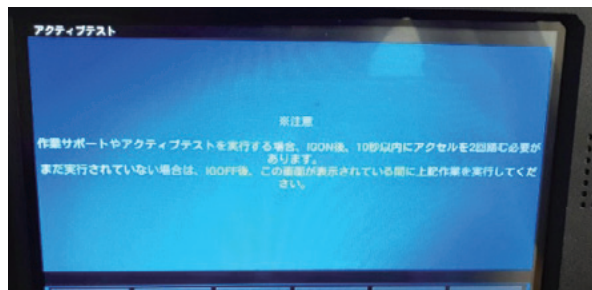 アクティブテスト
※注意
作業サポートやアクティブテストを実行する場合、IGON後、10秒以内にアクセルを2回踏む必要が
あります。
まだ実行されていない場合は、IGOFF後、この画面が表示されている間に上記作業を実行してくだ
さい。